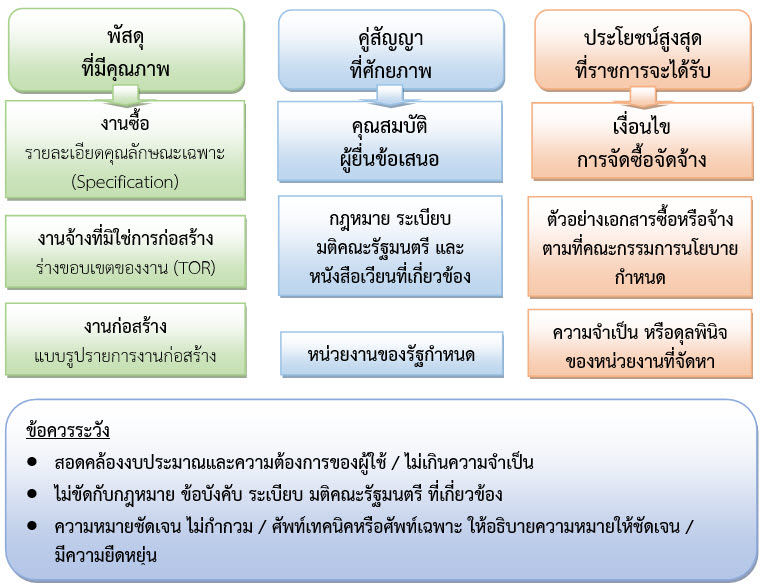 พัสดุ
ที่มีคุณภาพ
งานซื้อ
รายละเอียดคุณลักษณะเฉพาะ
(Specification)
งานจ้างที่มิใช่การก่อสร้าง
ร่างขอบเขตของงาน (TOR)
งานก่อสร้าง
แบบรูปรายการงานก่อสร้าง
คู่สัญญา
ที่ศักยภาพ
คุณสมบัติ
ผู้ยื่นข้อเสนอ
กฎหมาย ระเบียบ
มติคณะรัฐมนตรี และ
หนังสือเวียนที่เกี่ยวข้อง
หน่วยงานของรัฐกำหนด
ประโยชน์สูงสุด
ที่ราชการจะได้รับ
เงื่อนไข
การจัดซื้อจัดจ้าง
ตัวอย่างเอกสารซื้อหรือจ้าง
ตามที่คณะกรรมการนโยบาย
กำหนด
ความจำเป็น หรือดุลพินิจ
ของหน่วยงานที่จัดหา
ข้อควรระวัง
● สอดคล้องงบประมาณและความต้องการของผู้ใช้ / ไม่เกินความจำเป็น
● ไม่ขัดกับกฎหมาย ข้อบังคับ ระเบียบ มติคณะรัฐมนตรี ที่เกี่ยวข้อง
● ความหมายชัดเจน ไม่กำกวม / ศัพท์เทคนิคหรือศัพท์เฉพาะ ให้อธิบายความหมายให้ชัดเจน /
มีความยืดหยุ่น